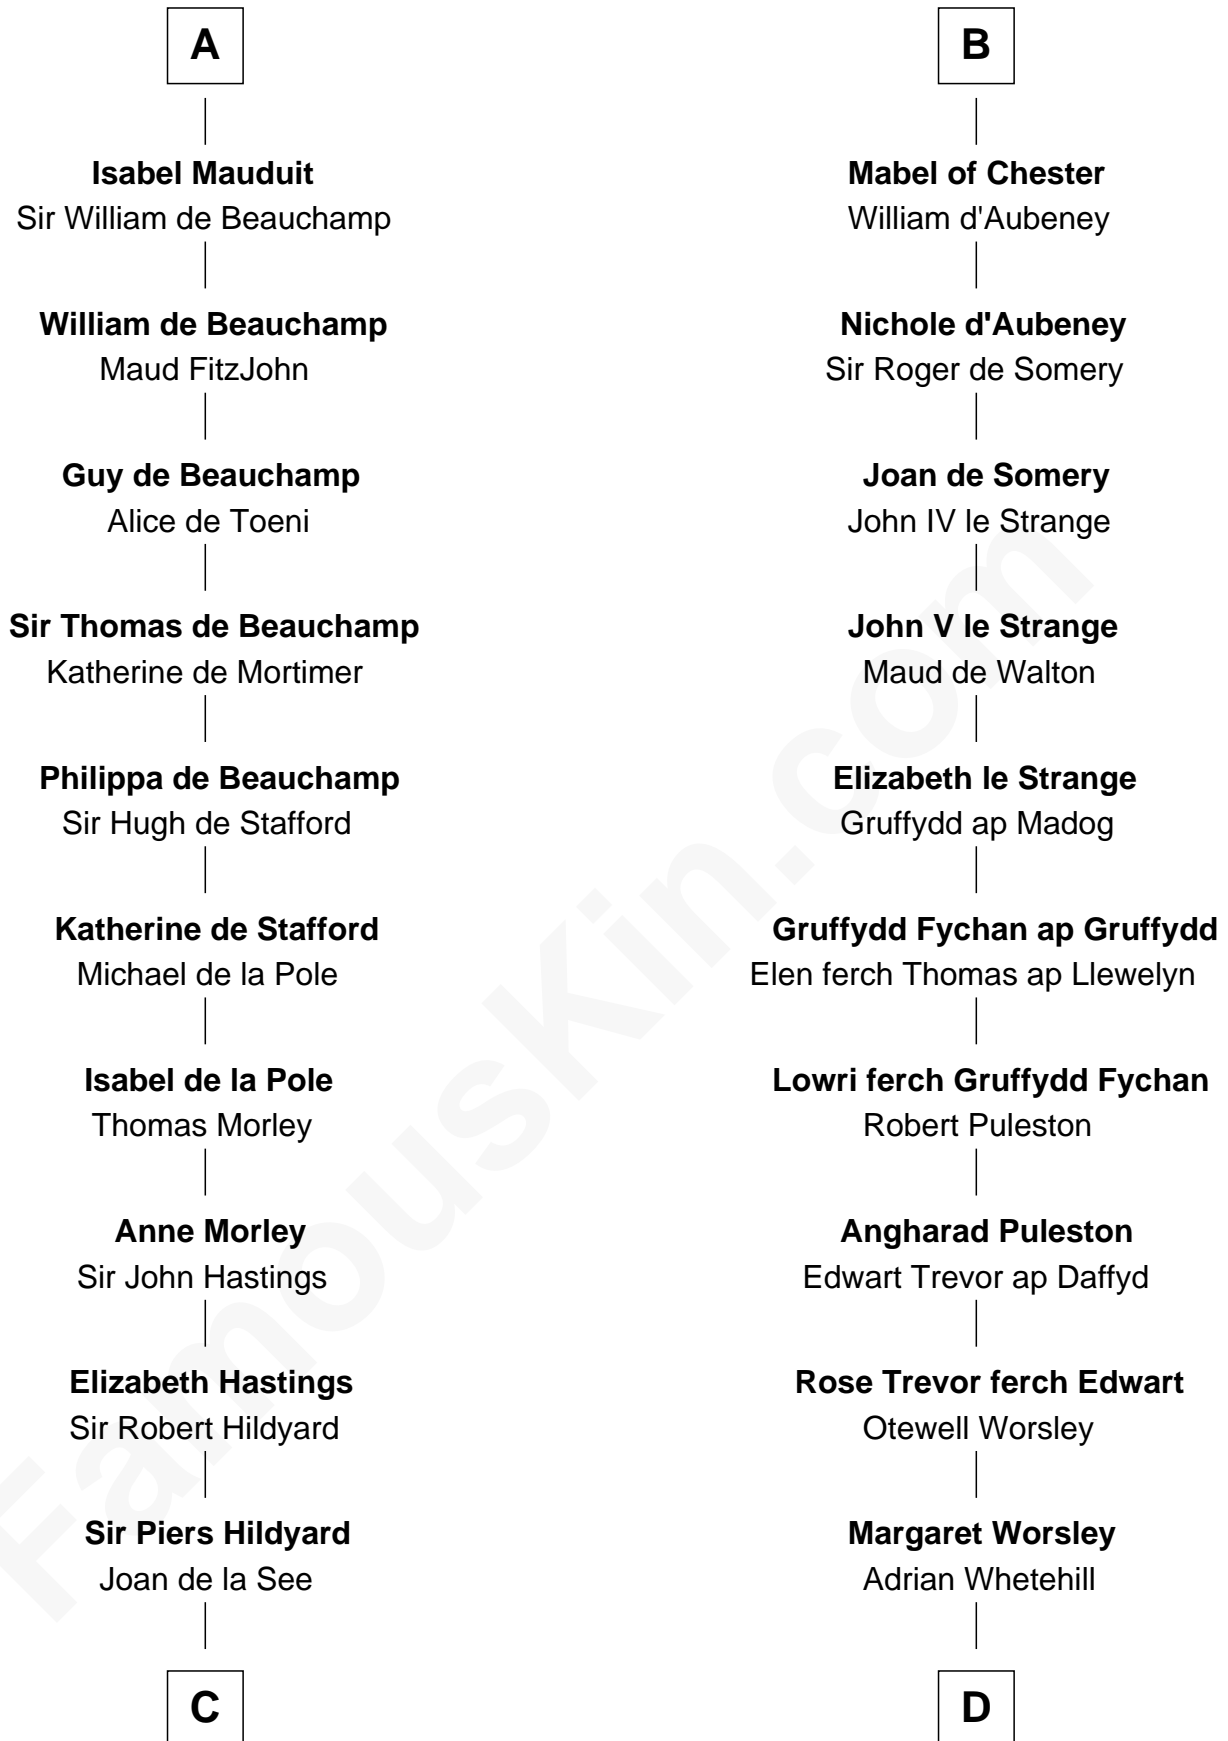 A
Isabel Mauduit
Sir William de Beauchamp
William de Beauchamp
Maud FitzJohn
Guy de Beauchamp
Alice de Toeni
Sir Thomas de Beauchamp
Katherine de Mortimer
Philippa de Beauchamp
Sir Hugh de Stafford
Katherine de Stafford
Michael de la Pole
Isabel de la Pole
Thomas Morley
Anne Morley
Sir John Hastings
Elizabeth Hastings
Sir Robert Hildyard
Sir Piers Hildyard
Joan de la See
C
B
Mabel of Chester
William d'Aubeney
Nichole d'Aubeney
Sir Roger de Somery
Joan de Somery
John IV le Strange
John V le Strange
Maud de Walton
Elizabeth le Strange
Gruffydd ap Madog
Gruffydd Fychan ap Gruffydd
Elen ferch Thomas ap Llewelyn
Lowri ferch Gruffydd Fychan
Robert Puleston
Angharad Puleston
Edwart Trevor ap Daffyd
Rose Trevor ferch Edwart
Otewell Worsley
Margaret Worsley
Adrian Whetehill
D
FamousKin.com